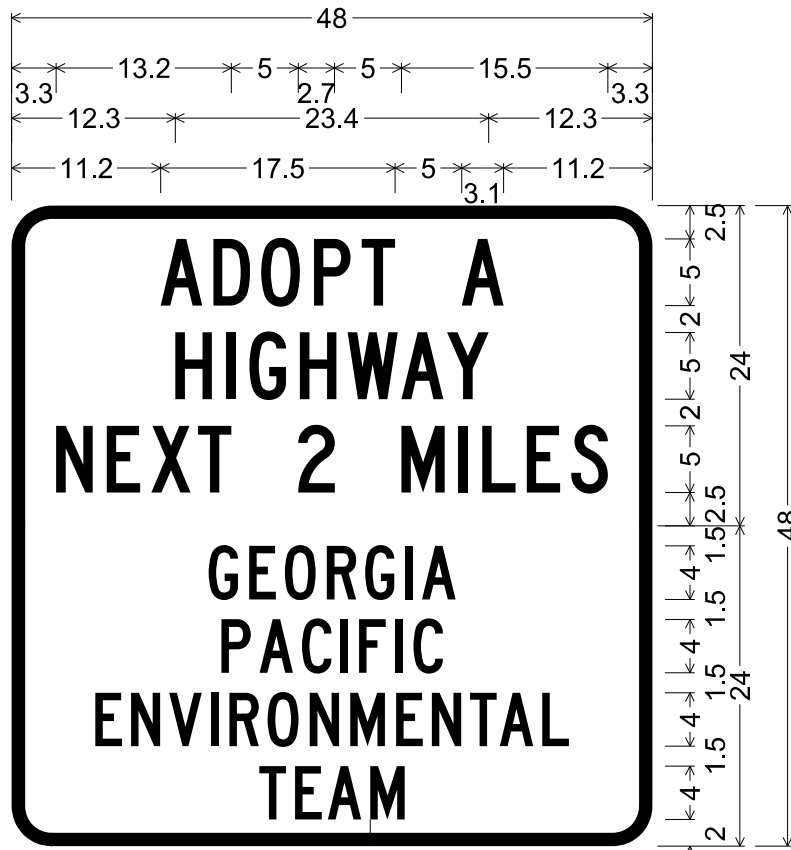 48
13.2 5 5 15.5
3.3 2.7 3.3
12.3 23.4 12.3
11.2 17.5 5 11.2
3.1
ADOPT A
HIGHWAY
NEXT 2 MILES
GEORGIA
PACIFIC
ENVIRONMENTAL
TEAM
2.5
5
2
5
2
5
2.5
1.5
4
1.5
4
1.5
4
1.5
4
2
24
24
48